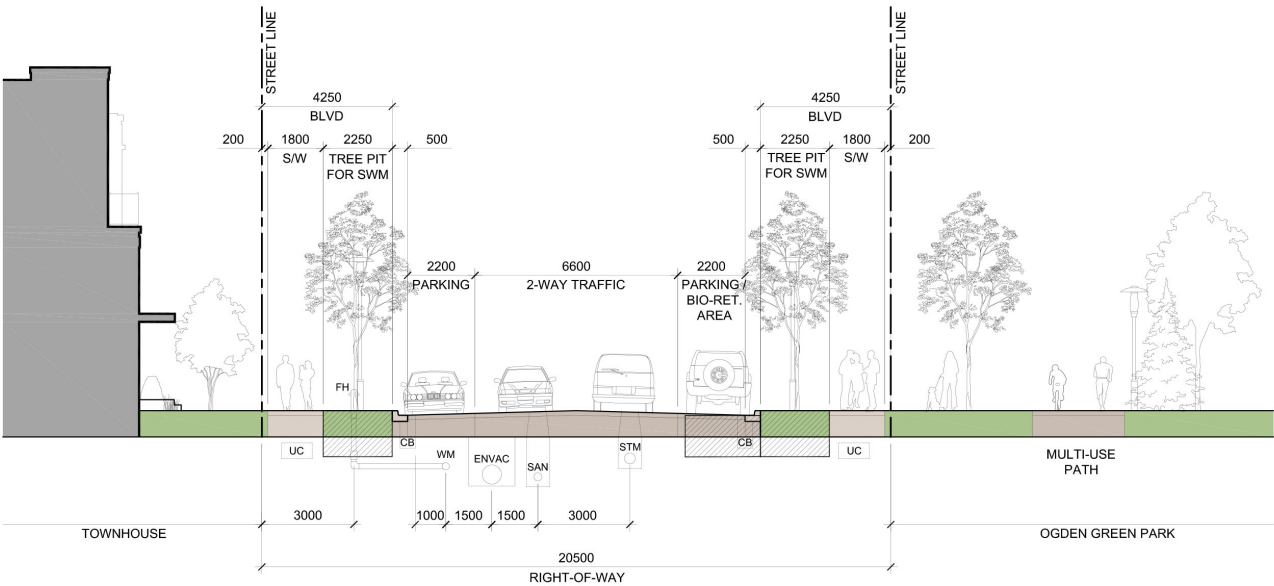 STREET LINE
STREET LINE
4250
BLVD
4250
BLVD
200
1800
S/W
2250
TREE PIT
FOR SWM
500
500
2250
TREE PIT
FOR SWM
1800
S/W
200
2200
PARKING
6600
2-WAY TRAFFIC
2200
PARKING /
BIO-RET.
AREA
FH
UC
CB
WM
ENVAC
SAN
STM
CB
UC
MULTI-USE
PATH
3000
1000
1500
1500
3000
TOWNHOUSE
OGDEN GREEN PARK
20500
RIGHT-OF-WAY